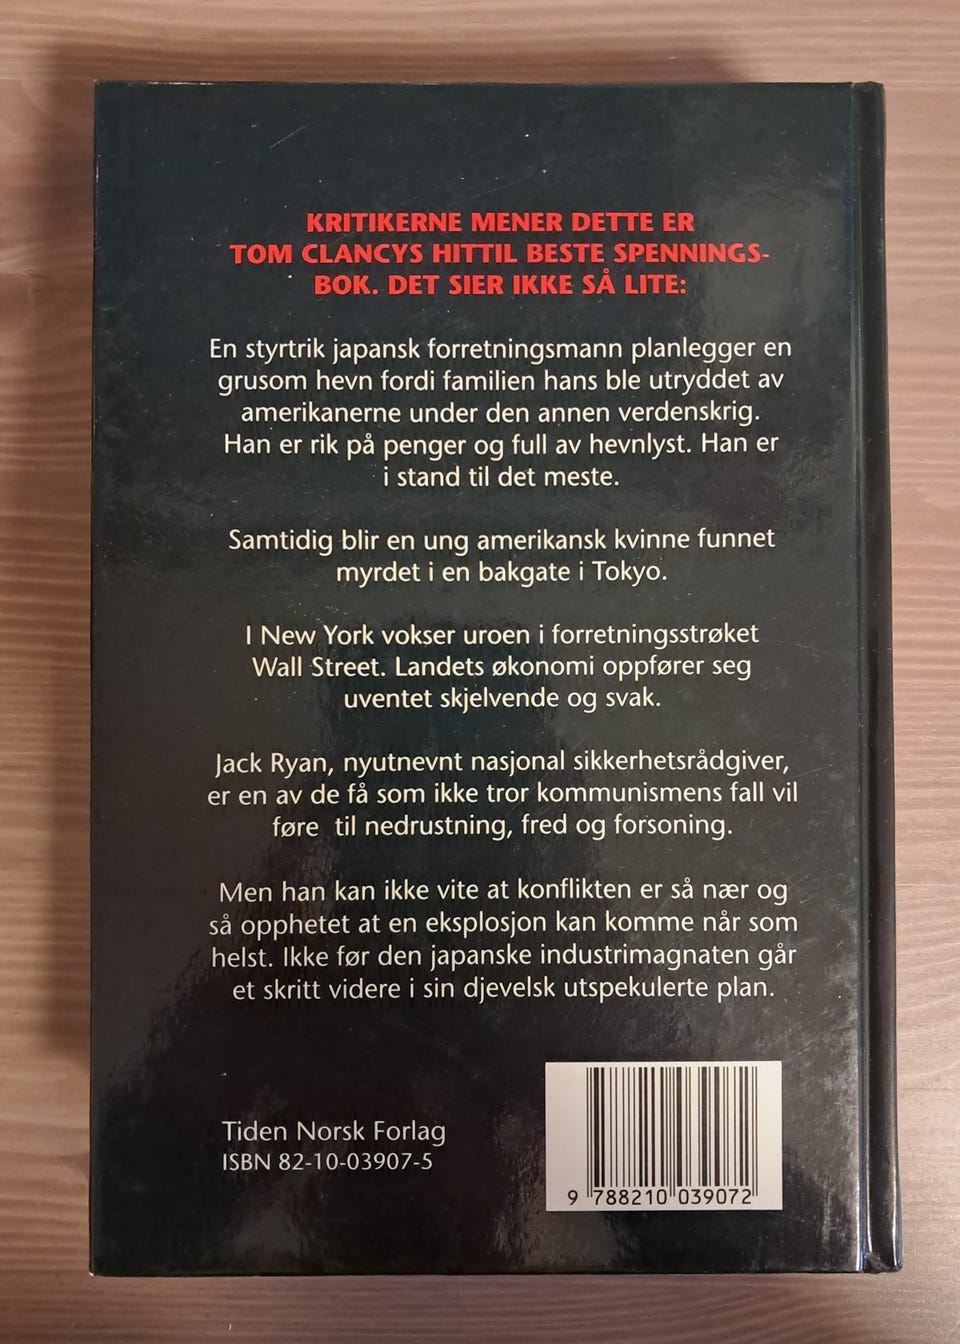 KRITIKERNE MENER DETTE ER
TOM CLANCYS HITTIL BESTE SPENNINGS-
BOK. DET SIER IKKE SÅ LITE:
En styrtrik japansk forretningsmann planlegger en
grusom hevn fordi familien hans ble utryddet av
amerikanerne under den annen verdenskrig.
Han er rik på penger og full av hevnlyst. Han er
i stand til det meste.
Samtidig blir en ung amerikansk kvinne funnet
myrdet i en bakgate i Tokyo.
I New York vokser uroen i forretningsstrøket
Wall Street. Landets økonomi oppfører seg
uventet skjelvende og svak.
Jack Ryan, nyutnevnt nasjonal sikkerhetsrådgiver,
er en av de få som ikke tror kommunismens fall vil
føre til nedrustning, fred og forsoning.
Men han kan ikke vite at konflikten er så nær og
så opphetet at en eksplosjon kan komme når som
helst. Ikke før den japanske industrimagnaten går
et skritt videre i sin djevelsk utspekulerte plan.
Tiden Norsk Forlag
ISBN 82-10-03907-5
9 788210 039072